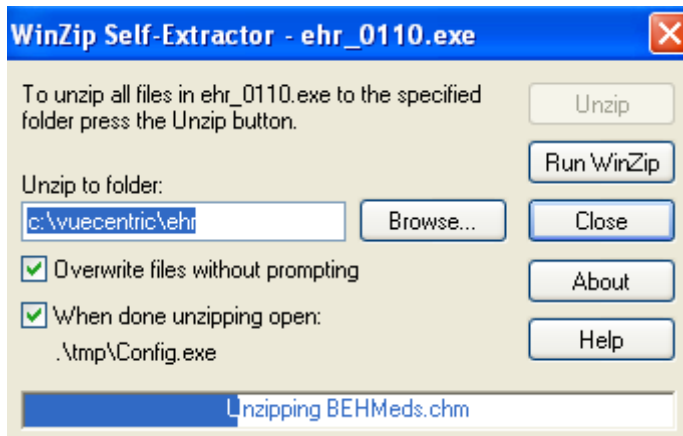 WinZip Self-Extractor - ehr_0110.exe
To unzip all files in ehr_0110.exe to the specified
folder press the Unzip button.
Unzip
Run WinZip
Unzip to folder:
c:\vuecentric\ehr
Browse...
Close
Overwrite files without prompting
About
When done unzipping open:
.\tmp\Config.exe
Help
Unzipping BEHMeds.chm